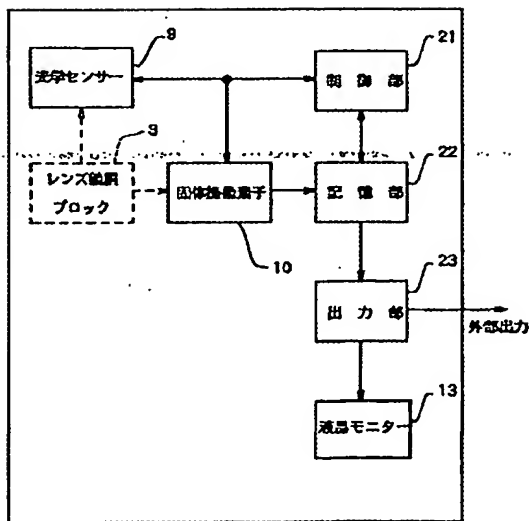 9
21
光学センサー
制御部
3
22
レンズ鏡胴
ブロック
固体撮像素子
記憶部
10
23
出力部
外部出力
13
液晶モニター